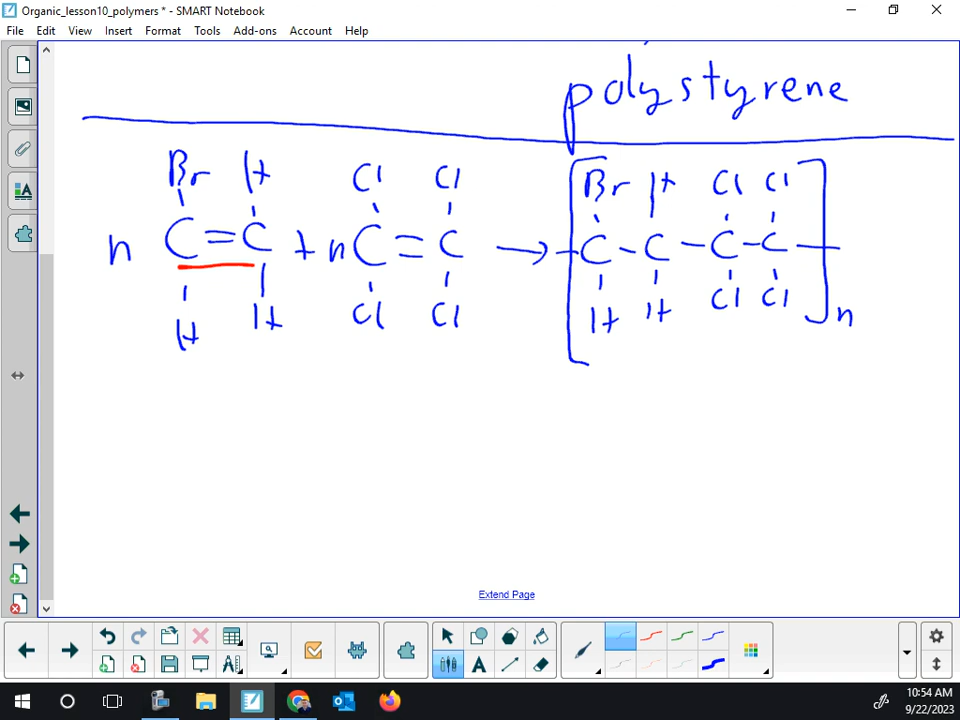 Organic_lesson10_polymers * - SMART Notebook
File Edit View Insert Format Tools Add-ons Account Help
polystyrene
Br H Cl Cl Br H Cl Cl
n C = C + n C = C → [ - C - C - C - C - ] n
H H Cl Cl H H Cl Cl
Extend Page
A
10:54 AM
9/22/2023